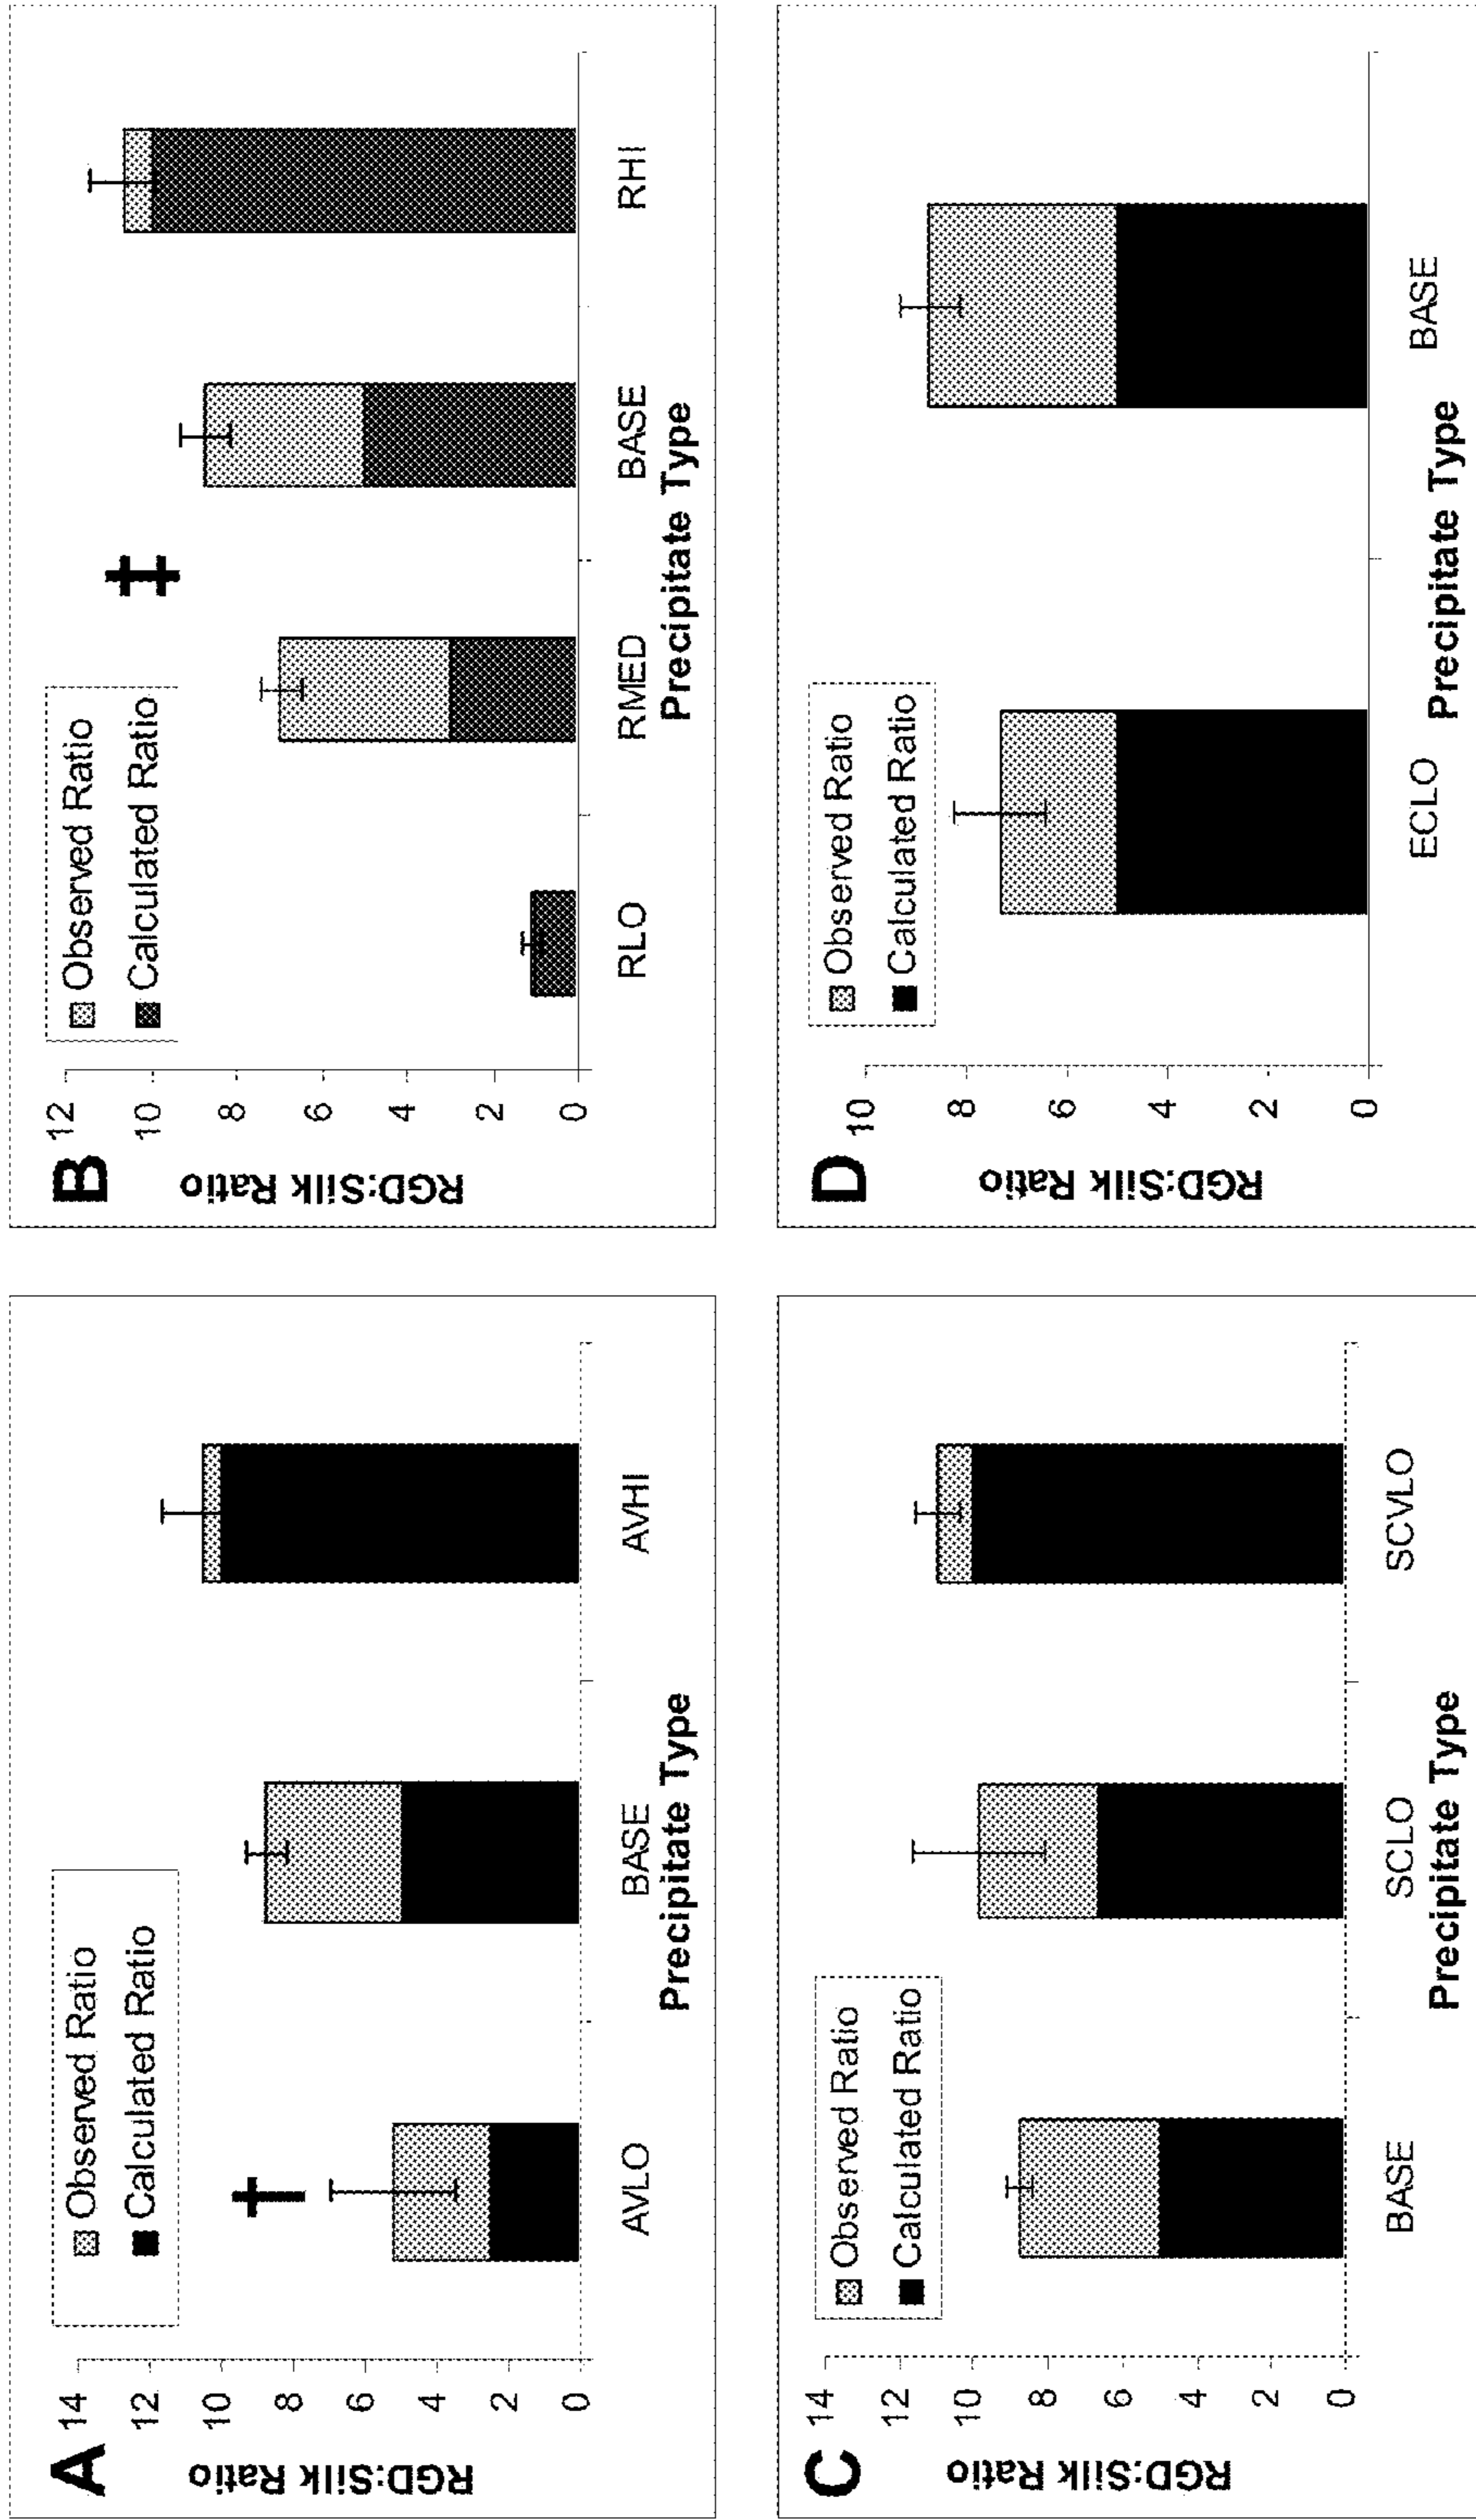 A
RGD:Silk Ratio
14
12
10
8
6
4
2
0
Observed Ratio
Calculated Ratio
†
AVLO BASE AVHI
Precipitate Type
B
RGD:Silk Ratio
12
10
8
6
4
2
0
Observed Ratio
Calculated Ratio
‡
RLO RMED BASE RHI
Precipitate Type
C
RGD:Silk Ratio
14
12
10
8
6
4
2
0
Observed Ratio
Calculated Ratio
BASE SCLO SCVLO
Precipitate Type
D
RGD:Silk Ratio
10
8
6
4
2
0
Observed Ratio
Calculated Ratio
ECLO BASE
Precipitate Type